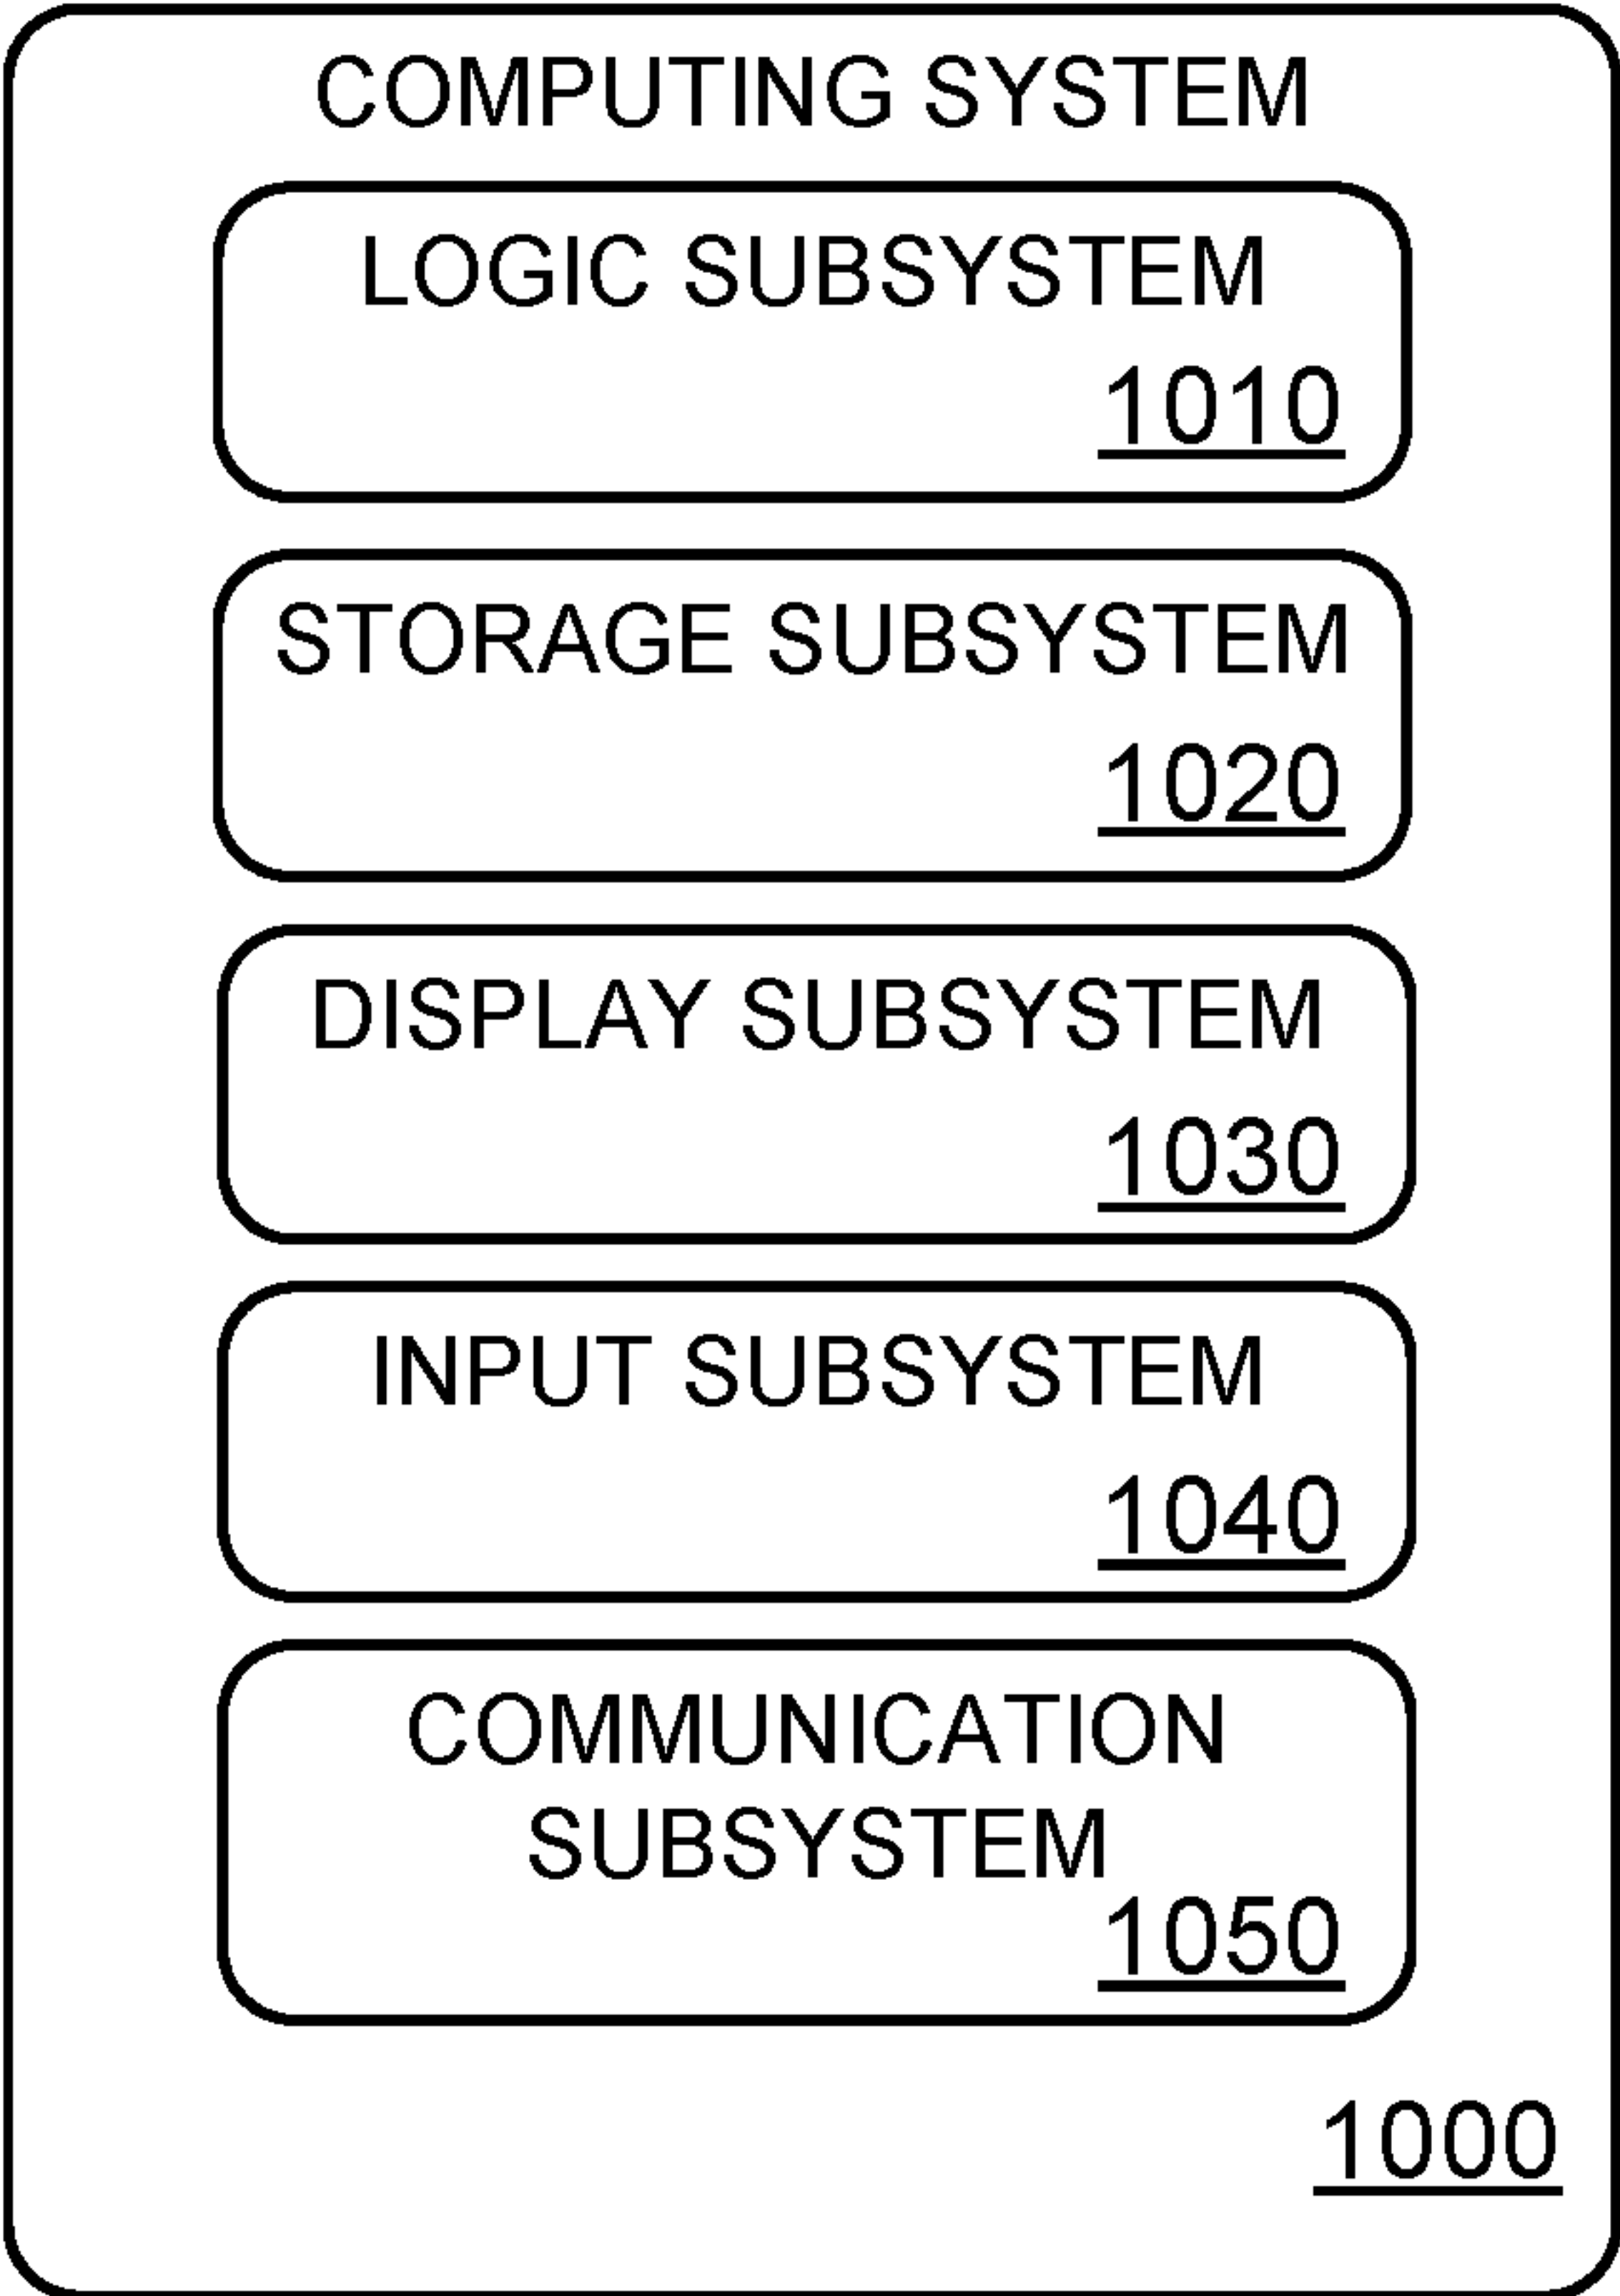 COMPUTING SYSTEM
LOGIC SUBSYSTEM
1010
STORAGE SUBSYSTEM
1020
DISPLAY SUBSYSTEM
1030
INPUT SUBSYSTEM
1040
COMMUNICATION
SUBSYSTEM
1050
1000